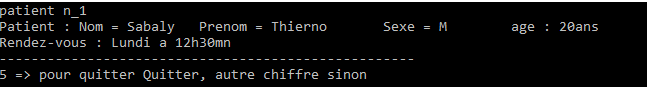 patient n_1
Patient : Nom = Sabaly   Prenom = Thierno       Sexe = M        age : 20ans
Rendez-vous : Lundi a 12h30mn
----------------------------------------------------
5 => pour quitter Quitter, autre chiffre sinon